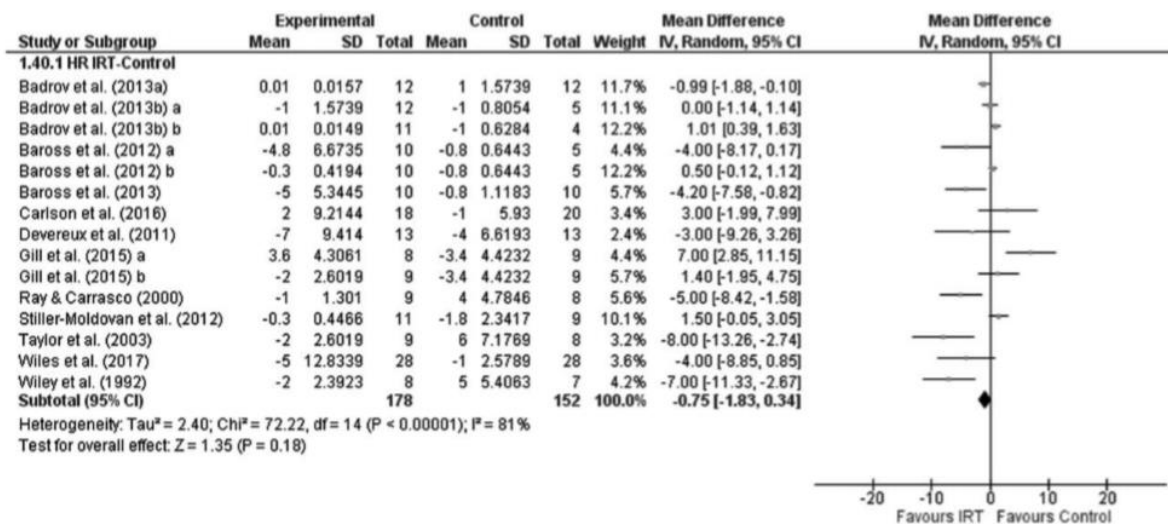 Experimental Control Mean Difference Mean Difference
Study or Subgroup Mean SD Total Mean SD Total Weight IV, Random, 95% CI IV, Random, 95% CI
1.40.1 HR IRT-Control
Badrov et al. (2013a) 0.01 0.0157 12 1 1.5739 12 11.7% -0.99 [-1.88, -0.10]
Badrov et al. (2013b) a -1 1.5739 12 -1 0.8054 5 11.1% 0.00 [-1.14, 1.14]
Badrov et al. (2013b) b 0.01 0.0149 11 -1 0.6284 4 12.2% 1.01 [0.39, 1.63]
Baross et al. (2012) a -4.8 6.6735 10 -0.8 0.6443 5 4.4% -4.00 [-8.17, 0.17]
Baross et al. (2012) b -0.3 0.4194 10 -0.8 0.6443 5 12.2% 0.50 [-0.12, 1.12]
Baross et al. (2013) -5 5.3445 10 -0.8 1.1183 10 5.7% -4.20 [-7.58, -0.82]
Carlson et al. (2016) 2 9.2144 18 -1 5.93 20 3.4% 3.00 [-1.99, 7.99]
Devereux et al. (2011) -7 9.414 13 -4 6.6193 13 2.4% -3.00 [-9.26, 3.26]
Gill et al. (2015) a 3.6 4.3061 8 -3.4 4.4232 9 4.4% 7.00 [2.85, 11.15]
Gill et al. (2015) b -2 2.6019 9 -3.4 4.4232 9 5.7% 1.40 [-1.95, 4.75]
Ray & Carrasco (2000) -1 1.301 9 4 4.7846 8 5.6% -5.00 [-8.42, -1.58]
Stiller-Moldovan et al. (2012) -0.3 0.4466 11 -1.8 2.3417 9 10.1% 1.50 [-0.05, 3.05]
Taylor et al. (2003) -2 2.6019 9 6 7.1769 8 3.2% -8.00 [-13.26, -2.74]
Wiles et al. (2017) -5 12.8339 28 -1 2.5789 28 3.6% -4.00 [-8.85, 0.85]
Wiley et al. (1992) -2 2.3923 8 5 5.4063 7 4.2% -7.00 [-11.33, -2.67]
Subtotal (95% CI) 178 152 100.0% -0.75 [-1.83, 0.34]
Heterogeneity: Tau² = 2.40; Chi² = 72.22, df = 14 (P < 0.00001); I² = 81%
Test for overall effect: Z = 1.35 (P = 0.18)
-20 -10 0 10 20
Favours IRT Favours Control